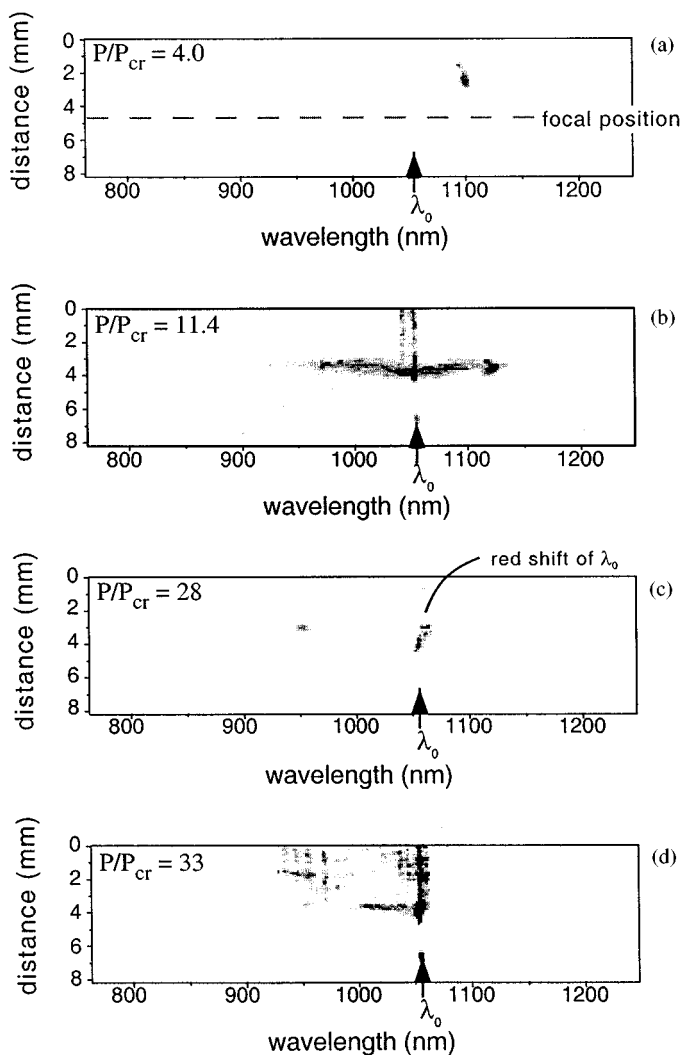 P/Pcr = 4.0
(a)
distance (mm)
0
2
4
6
8
focal position
800
900
1000
1100
1200
λ₀
wavelength (nm)
P/Pcr = 11.4
(b)
distance (mm)
0
2
4
6
8
800
900
1000
1100
1200
λ₀
wavelength (nm)
red shift of λ₀
P/Pcr = 28
(c)
distance (mm)
0
2
4
6
8
800
900
1000
1100
1200
λ₀
wavelength (nm)
P/Pcr = 33
(d)
distance (mm)
0
2
4
6
8
800
900
1000
1100
1200
λ₀
wavelength (nm)